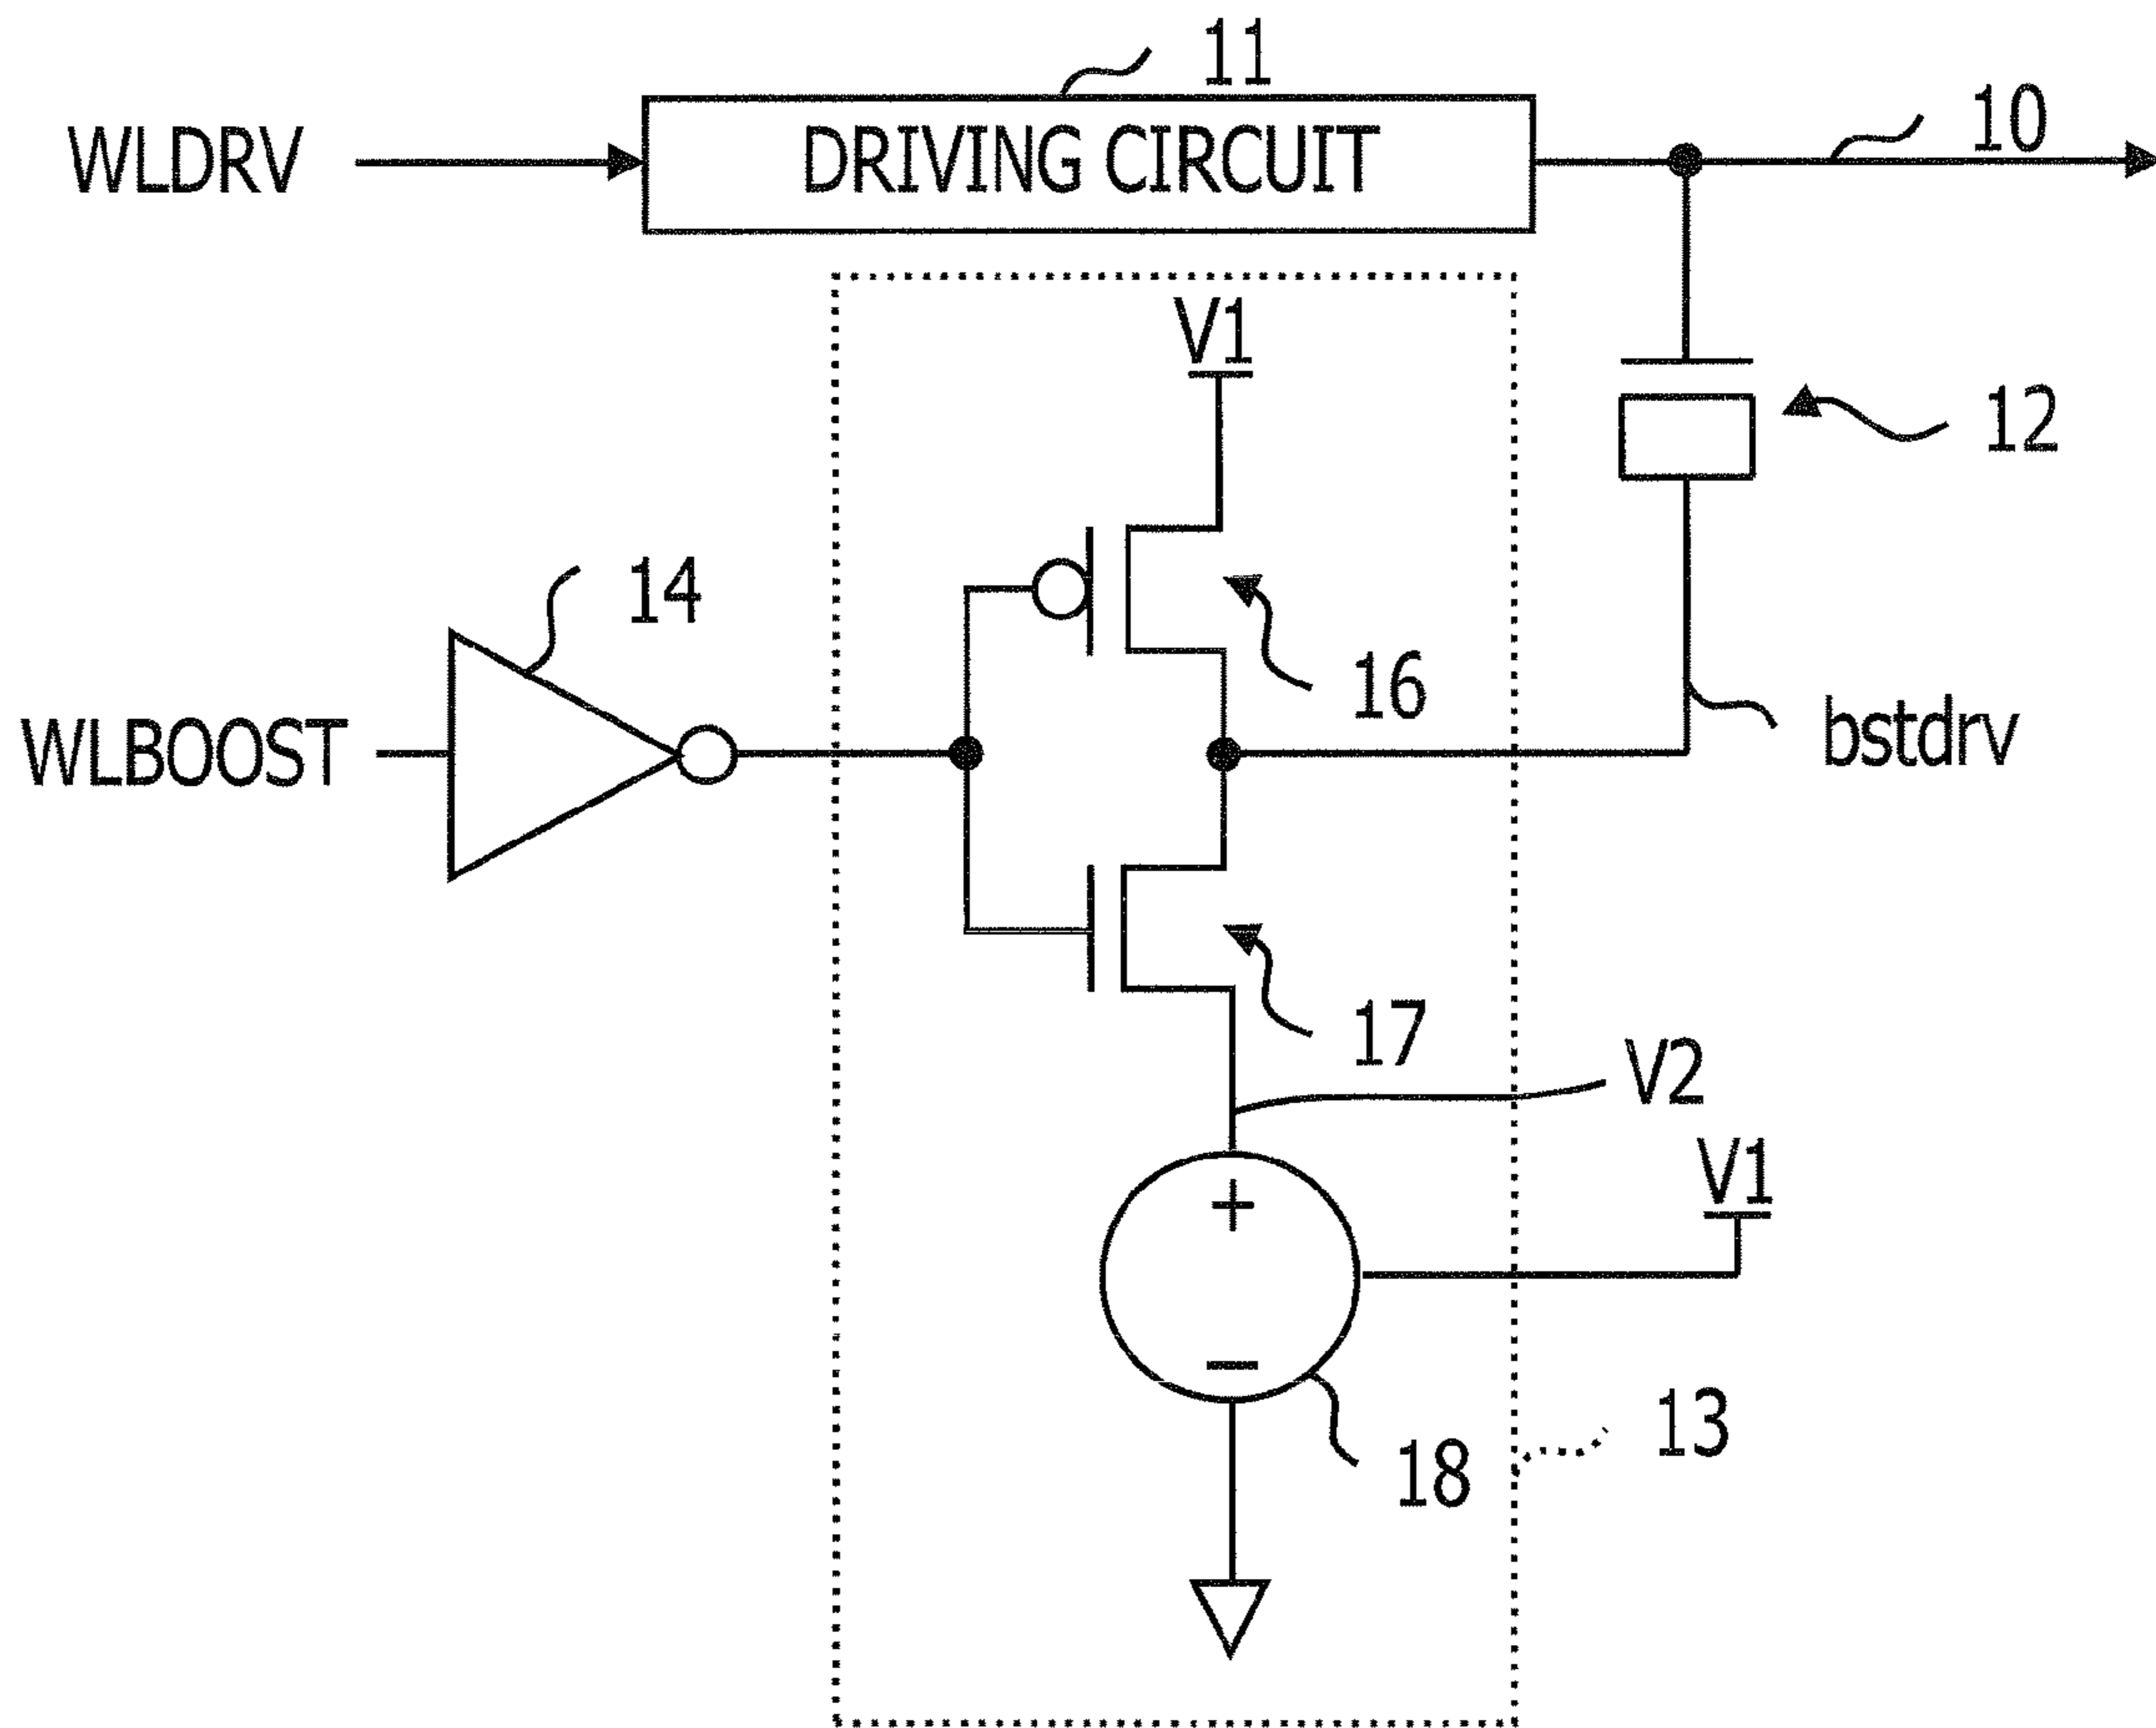 11
10
WLDRV
DRIVING CIRCUIT
V1
12
14
16
WLBOOST
bstdrv
17
V2
V1
+
−
13
18